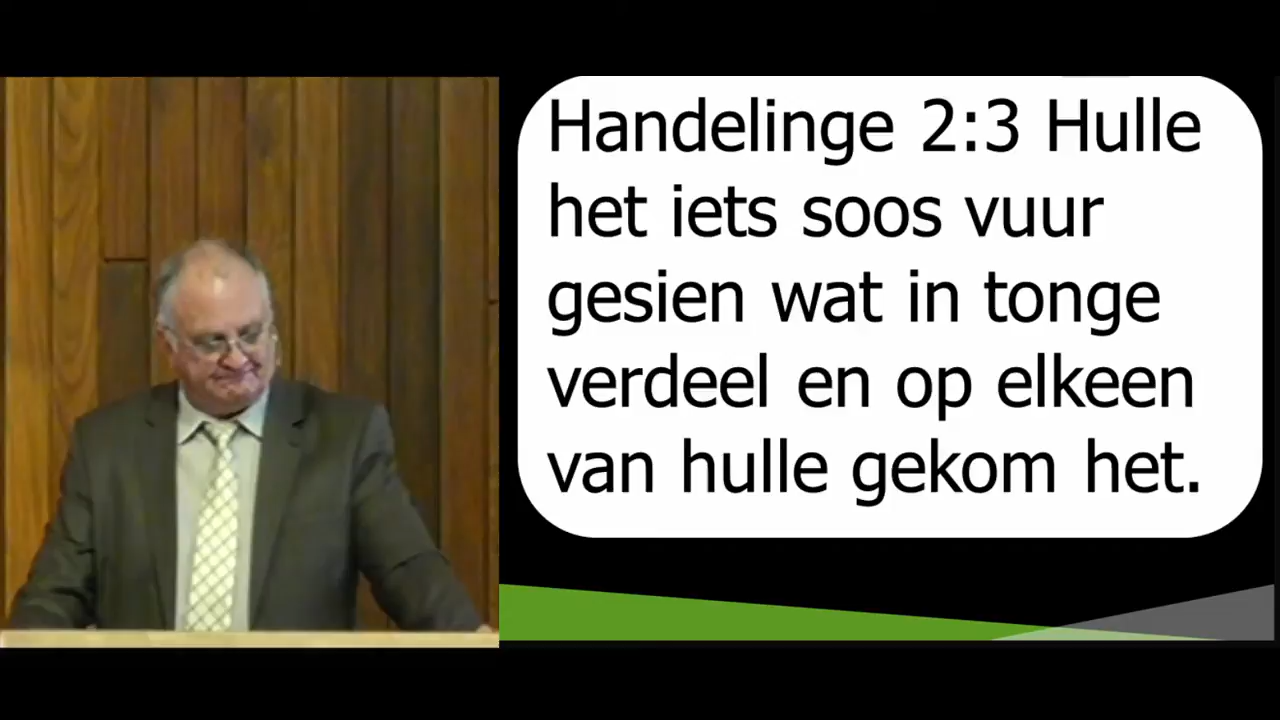 Handelinge 2:3 Hulle
het iets soos vuur
gesien wat in tonge
verdeel en op elkeen
van hulle gekom het.